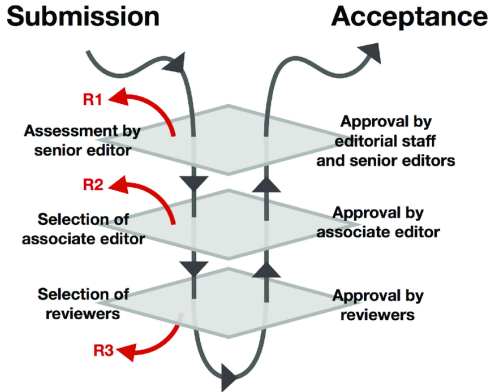 Submission
Acceptance
R1
Assessment by
senior editor
Approval by
editorial staff
and senior editors
R2
Selection of
associate editor
Approval by
associate editor
Selection of
reviewers
Approval by
reviewers
R3